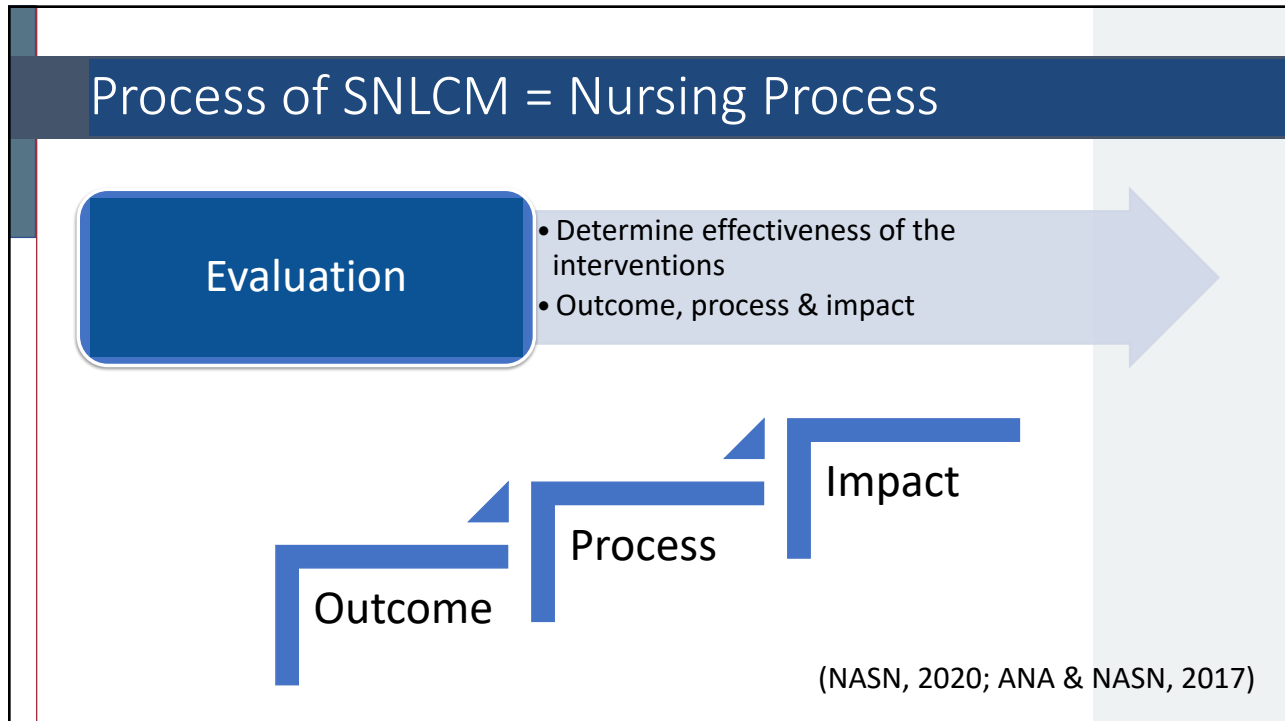 Process of SNLCM = Nursing Process
Evaluation
• Determine effectiveness of the
interventions
• Outcome, process & impact
Impact
Process
Outcome
(NASN, 2020; ANA & NASN, 2017)